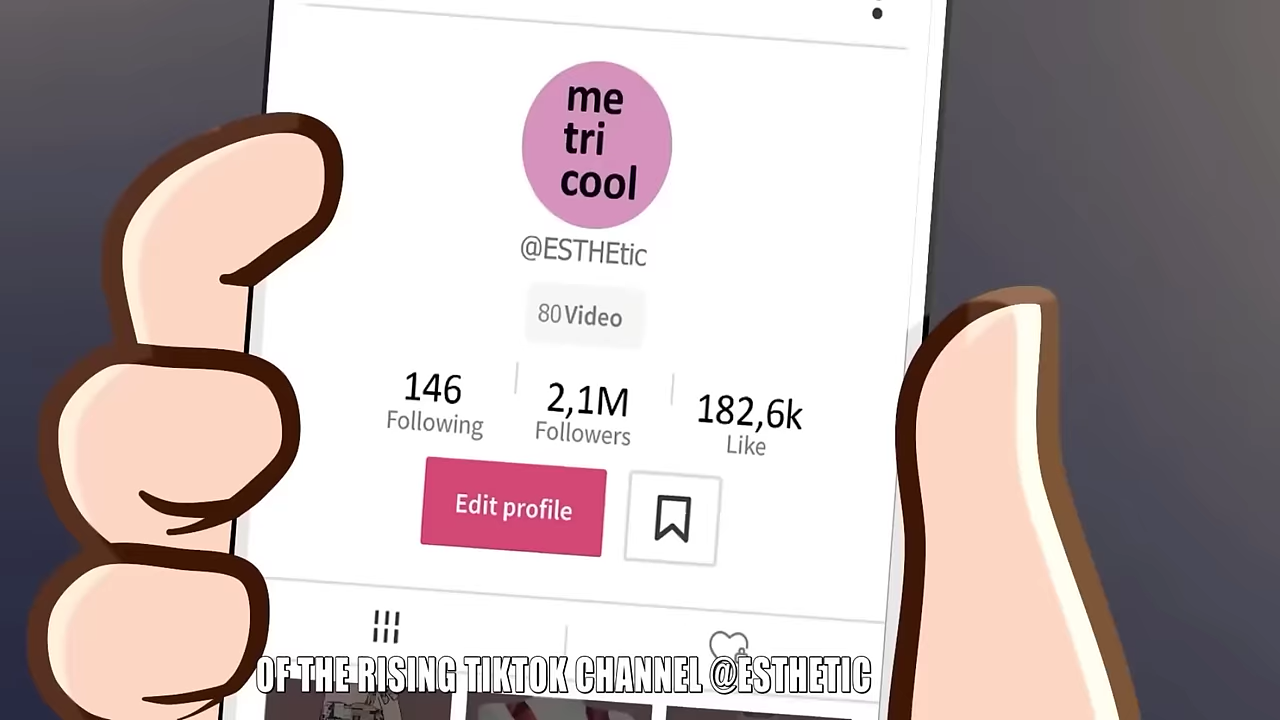 me
tri
cool
@ESTHEtic
80 Video
146 2,1M 182,6k
Following Followers Like
Edit profile
OF THE RISING TIKTOK CHANNEL @ESTHETIC